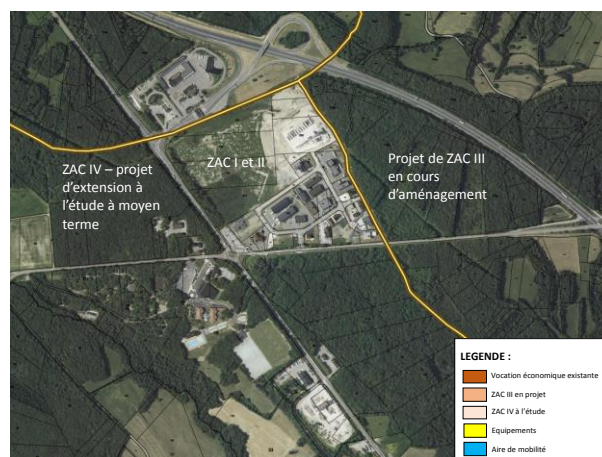 ZAC IV – projet
d'extension à
l'étude à moyen
terme
ZAC I et II
Projet de ZAC III
en cours
d'aménagement
LEGENDE :
Vocation économique existante
ZAC III en projet
ZAC IV à l'étude
Equipements
Aire de mobilité